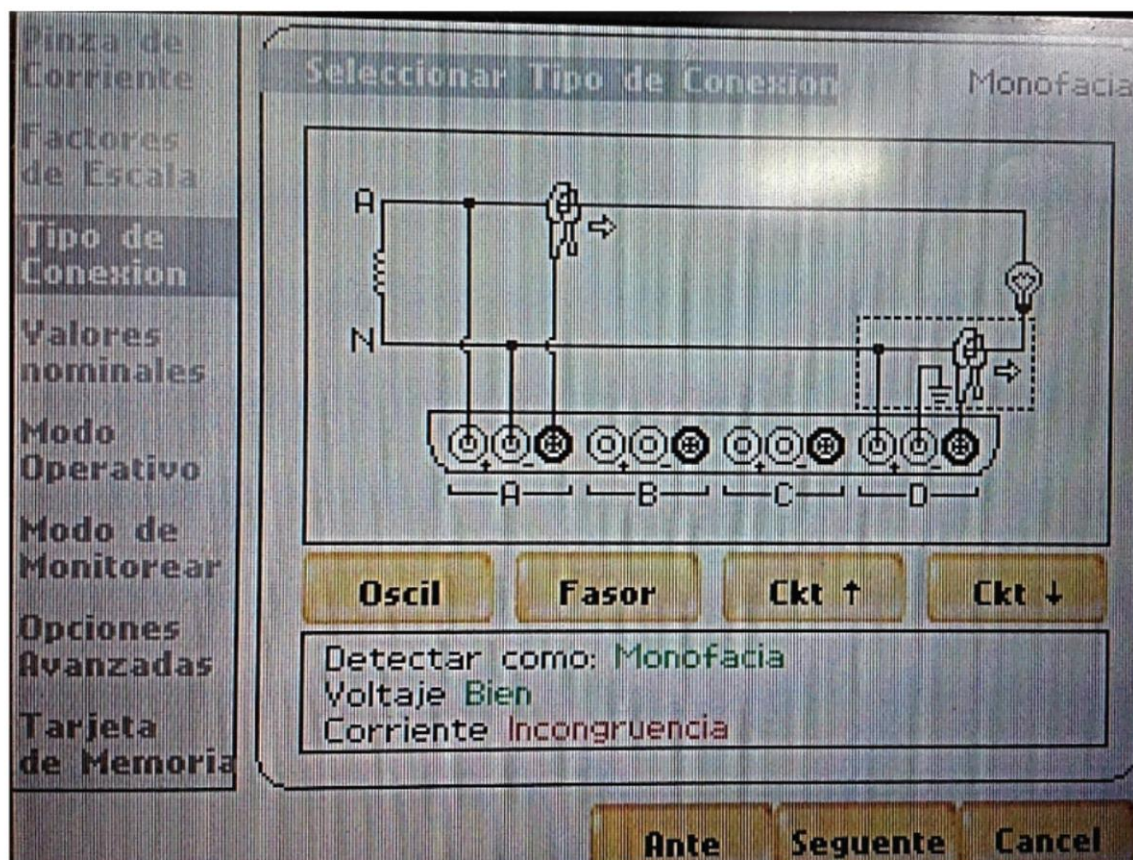 Pinza de
Corriente
Factores
de Escala
Tipo de
Conexion
Valores
nominales
Modo
Operativo
Modo de
Monitorear
Opciones
Avanzadas
Tarjeta
de Memoria
Seleccionar Tipo de Conexion
Monofacia
A
N
+ - + - + - + -
A B C D
Oscil Fasor Ckt ↑ Ckt ↓
Detectar como: Monofacia
Voltaje Bien
Corriente Incongruencia
Ante Seguente Cancel